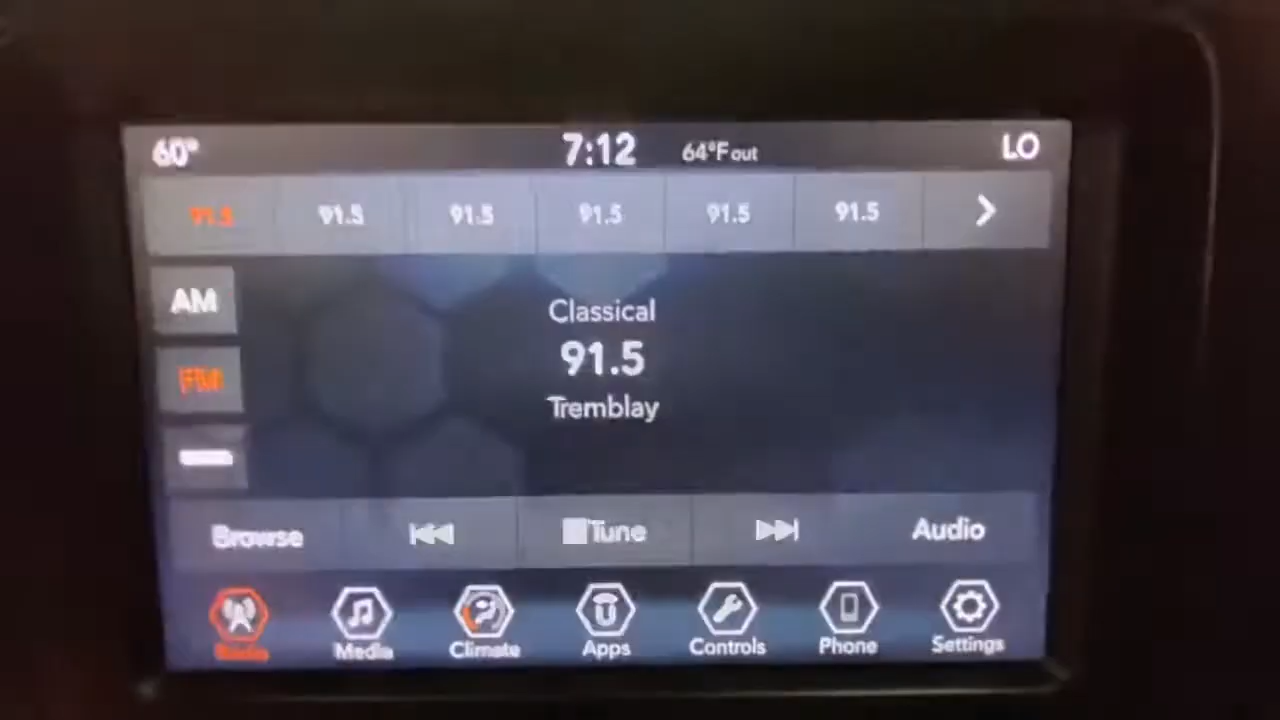 60° 7:12 64°F out LO
91.5 91.5 91.5 91.5 91.5 91.5
AM
Classical
91.5
FM
Tremblay
Browse Tune Audio
Radio Media Climate Apps Controls Phone Settings